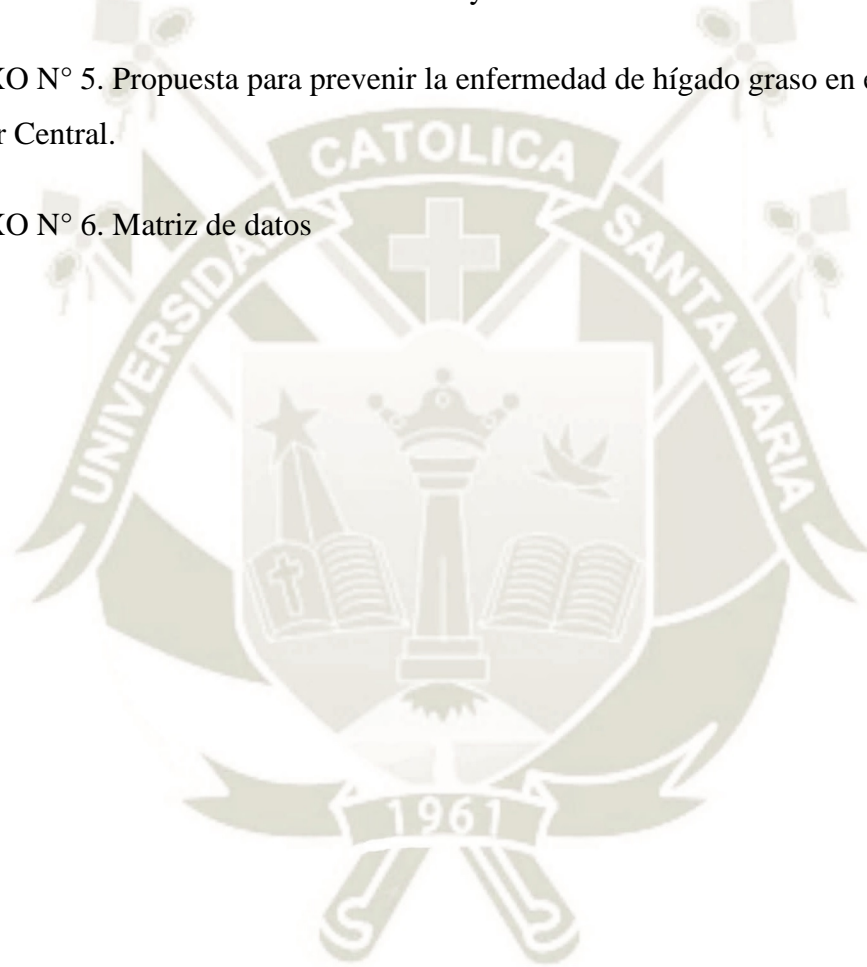 XO N° 5. Propuesta para prevenir la enfermedad de hígado graso en
r Central.
XO N° 6. Matriz de datos
UNIVERSIDAD CATOLICA SANTA MARIA
1961